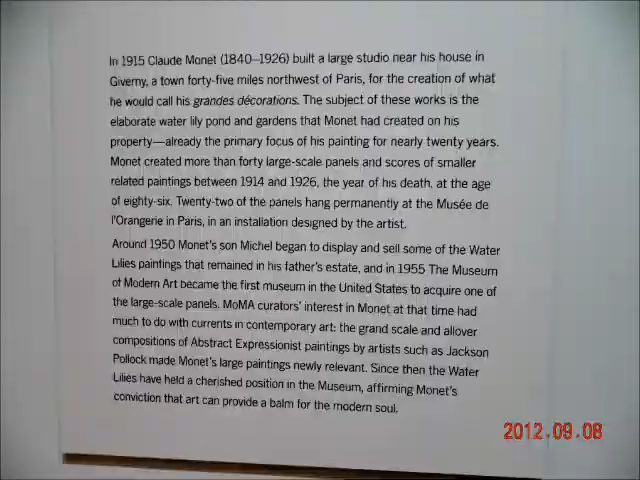 In 1915 Claude Monet (1840–1926) built a large studio near his house in
Giverny, a town forty-five miles northwest of Paris, for the creation of what
he would call his grandes décorations. The subject of these works is the
elaborate water lily pond and gardens that Monet had created on his
property—already the primary focus of his painting for nearly twenty years.
Monet created more than forty large-scale panels and scores of smaller
related paintings between 1914 and 1926, the year of his death, at the age
of eighty-six. Twenty-two of the panels hang permanently at the Musée de
l'Orangerie in Paris, in an installation designed by the artist.
Around 1950 Monet's son Michel began to display and sell some of the Water
Lilies paintings that remained in his father's estate, and in 1955 The Museum
of Modern Art became the first museum in the United States to acquire one of
the large-scale panels. MoMA curators' interest in Monet at that time had
much to do with currents in contemporary art: the grand scale and allover
compositions of Abstract Expressionist paintings by artists such as Jackson
Pollock made Monet's large paintings newly relevant. Since then the Water
Lilies have held a cherished position in the Museum, affirming Monet's
conviction that art can provide a balm for the modern soul.
2012.09.08